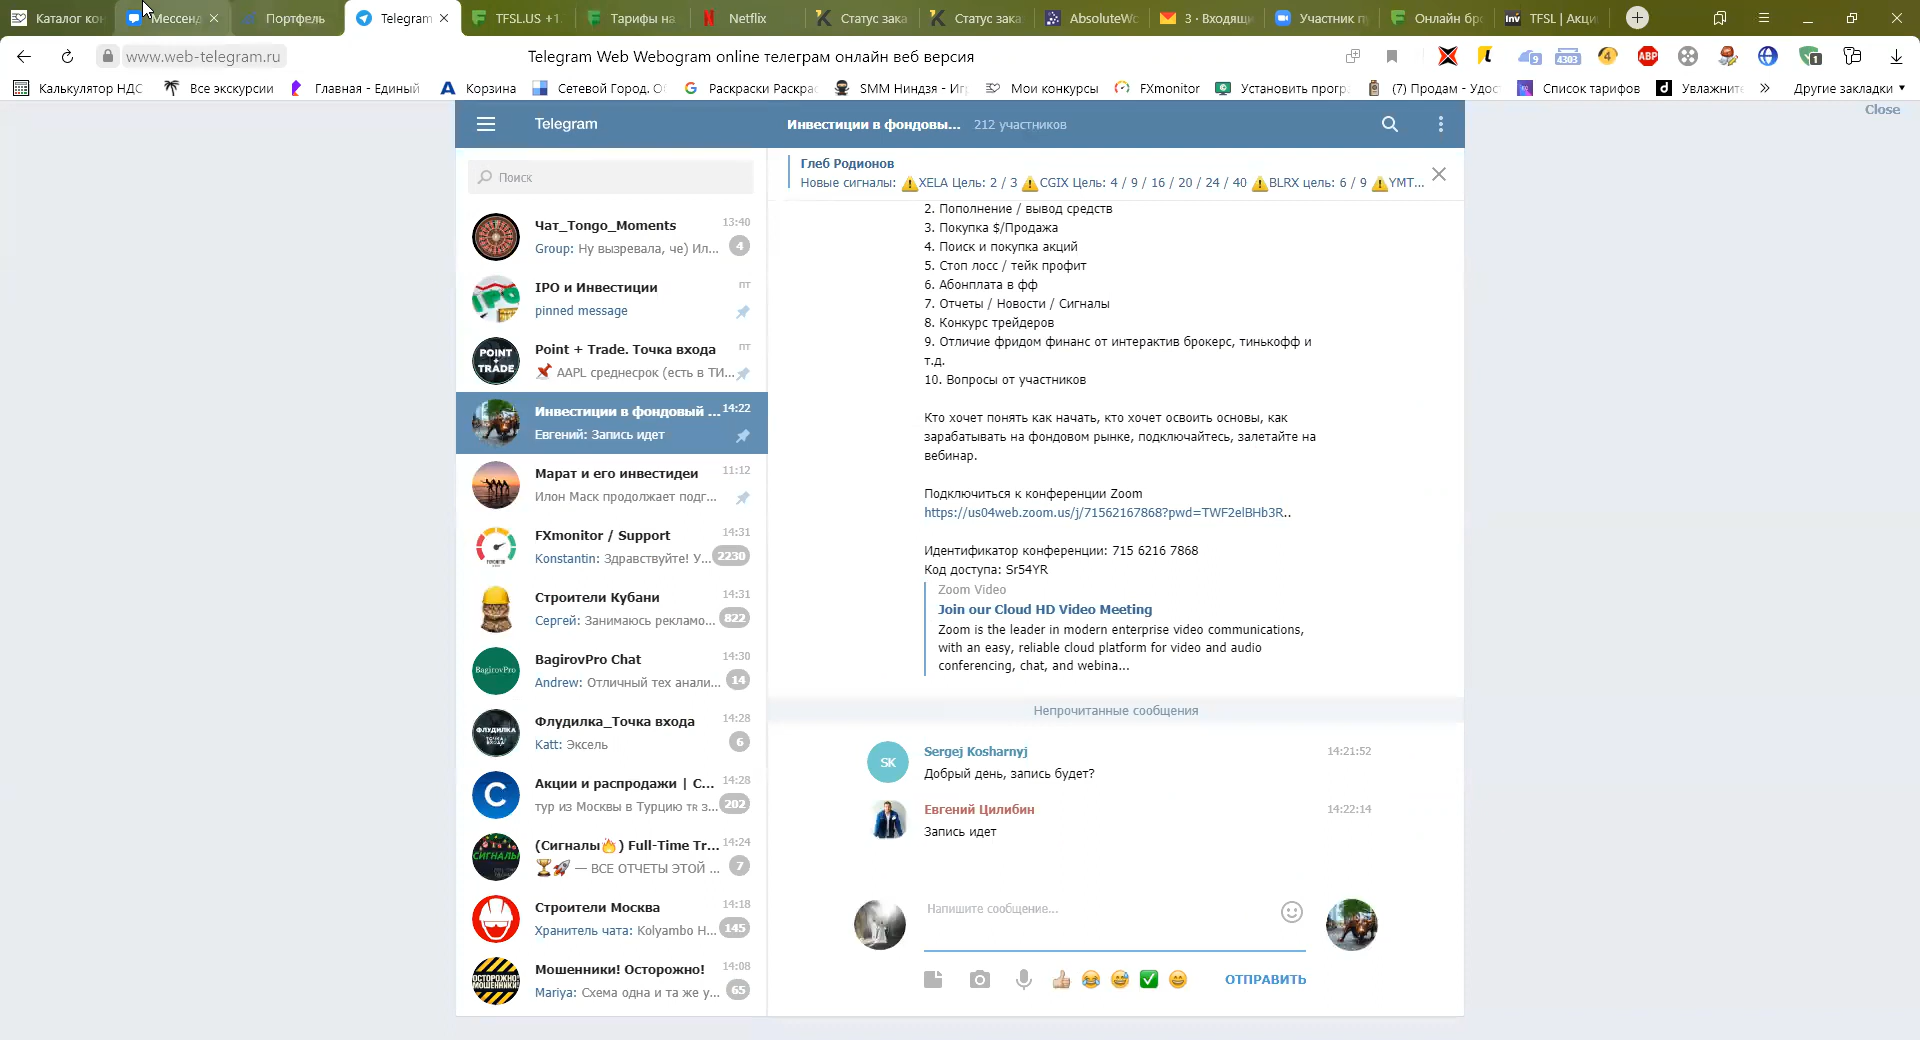 Каталог кон
Мессенд
Портфель
Telegram
TFSL.US +1
Тарифы на
Netflix
Статус зака
Статус зака
AbsoluteWo
3 · Входящи
Участник п
Онлайн бро
TFSL | Акци
www.web-telegram.ru
Telegram Web Webogram online телеграм онлайн веб версия
9
4303
4
ABP
1
Калькулятор НДС
Все экскурсии
Главная - Единый
Корзина
Сетевой Город. О
Раскраски Раскрас
SMM Ниндзя - Иг
Мои конкурсы
FXmonitor
Установить прогр
(7) Продам - Удос
Список тарифов
Увлажните
Другие закладки
Close
Telegram
Инвестиции в фондовы...
212 участников
Поиск
Чат_Tongo_Moments
13:40
Group: Ну вызревала, че) Ил...
4
IPO и Инвестиции
пт
pinned message
Point + Trade. Точка входа
пт
AAPL среднесрок (есть в ТИ...
Инвестиции в фондовый ...
14:22
Евгений: Запись идет
Марат и его инвестидеи
11:12
Илон Маск продолжает подг...
FXmonitor / Support
14:31
Konstantin: Здравствуйте! У...
2230
Строители Кубани
14:31
Сергей: Занимаюсь рекламо...
822
BagirovPro
BagirovPro Chat
14:30
Andrew: Отличный тех анали...
14
Флудилка_Точка входа
14:28
Katt: Эксель
6
Акции и распродажи | С...
14:28
тур из Москвы в Турцию TR з...
202
СИГНАЛЫ
(Сигналы🔥) Full-Time Tr...
14:24
🏆🚀 — ВСЕ ОТЧЕТЫ ЭТОЙ ...
7
Строители Москва
14:18
Хранитель чата: Kolyambo Н...
145
Мошенники! Осторожно!
14:08
Mariya: Схема одна и та же у...
65
Глеб Родионов
Новые сигналы: ⚠️XELA Цель: 2 / 3 ⚠️CGIX Цель: 4 / 9 / 16 / 20 / 24 / 40 ⚠️BLRX цель: 6 / 9 ⚠️YMT...
2. Пополнение / вывод средств
3. Покупка $/Продажа
4. Поиск и покупка акций
5. Стоп лосс / тейк профит
6. Абонплата в фф
7. Отчеты / Новости / Сигналы
8. Конкурс трейдеров
9. Отличие фридом финанс от интерактив брокерс, тинькофф и
т.д.
10. Вопросы от участников
Кто хочет понять как начать, кто хочет освоить основы, как
зарабатывать на фондовом рынке, подключайтесь, залетайте на
вебинар.
Подключиться к конференции Zoom
https://us04web.zoom.us/j/71562167868?pwd=TWF2elBHb3R..
Идентификатор конференции: 715 6216 7868
Код доступа: Sr54YR
Zoom Video
Join our Cloud HD Video Meeting
Zoom is the leader in modern enterprise video communications,
with an easy, reliable cloud platform for video and audio
conferencing, chat, and webina...
Непрочитанные сообщения
SK
Sergej Kosharnyj
14:21:52
Добрый день, запись будет?
Евгений Цилибин
14:22:14
Запись идет
Напишите сообщение...
ОТПРАВИТЬ